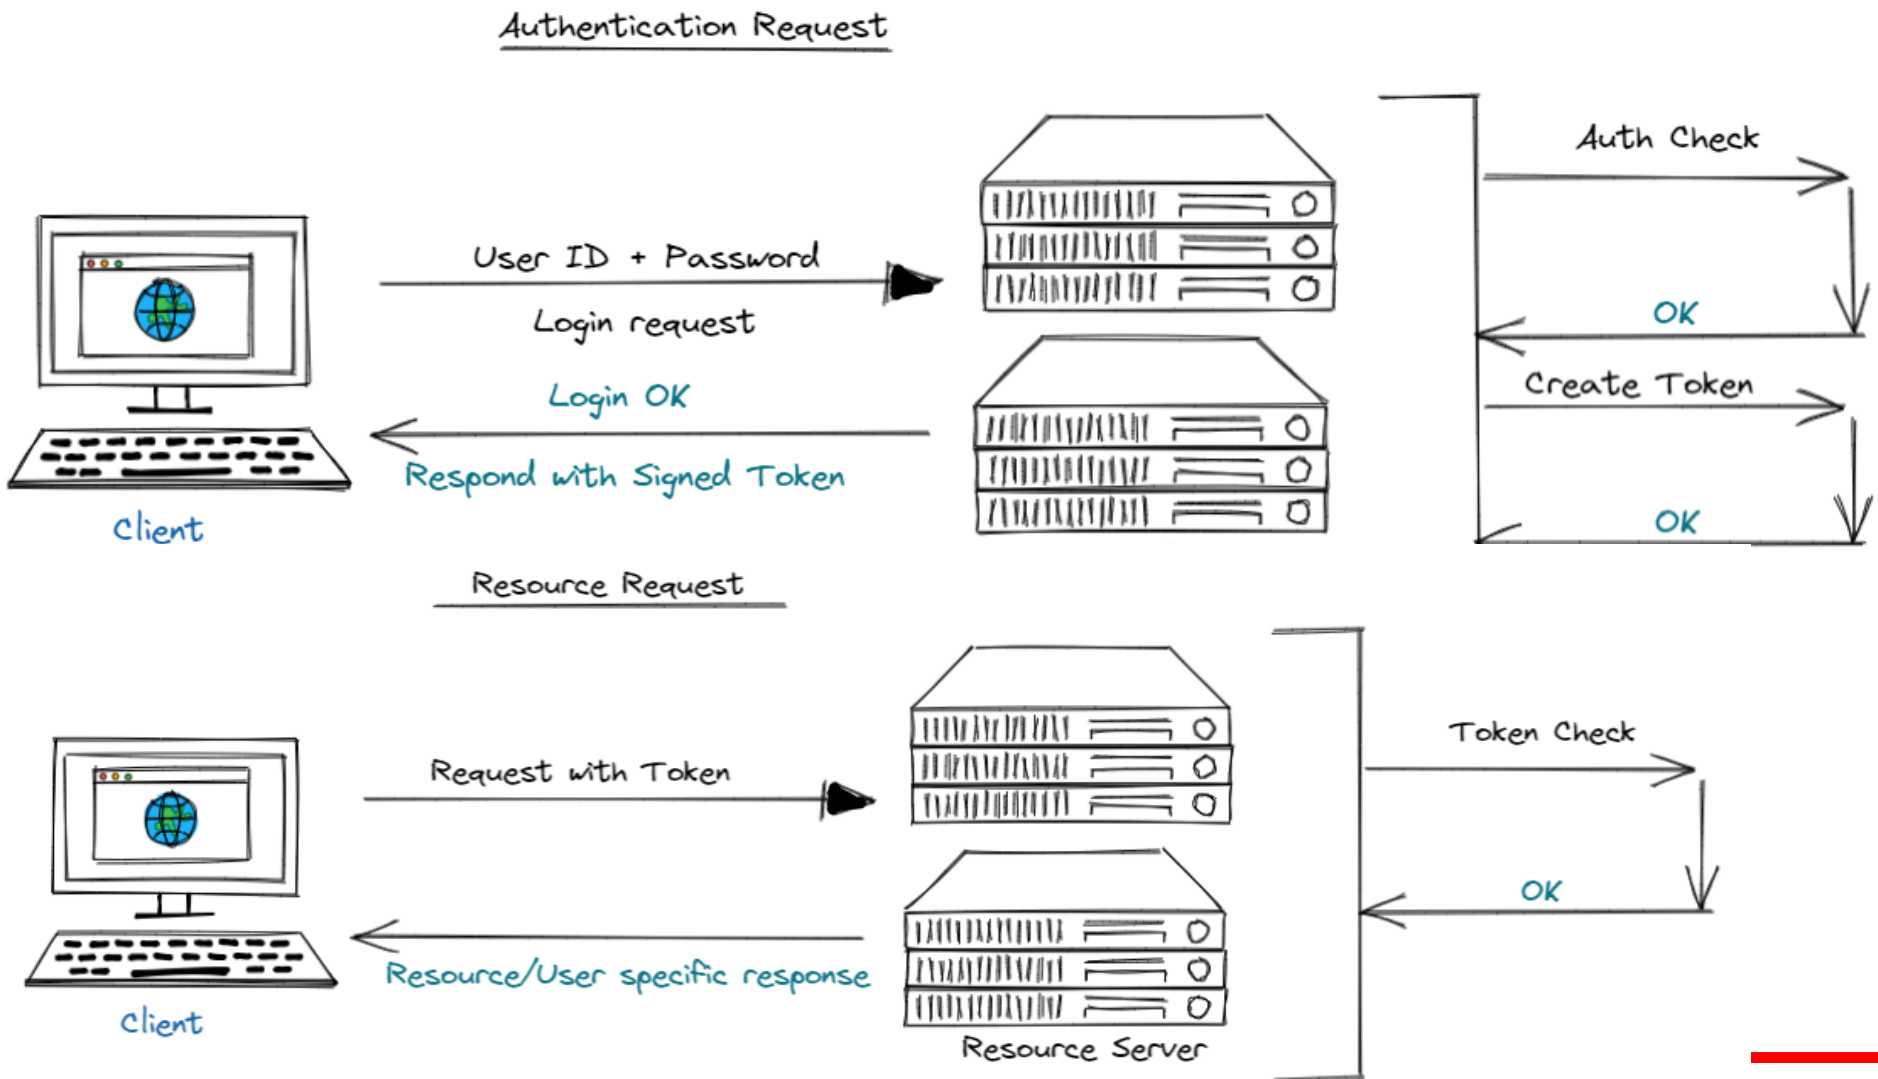 Authentication Request
Auth Check
User ID + Password
Login request
OK
Login OK
Create Token
Respond with Signed Token
OK
Client
Resource Request
Token Check
Request with Token
OK
Resource/User specific response
Client
Resource Server